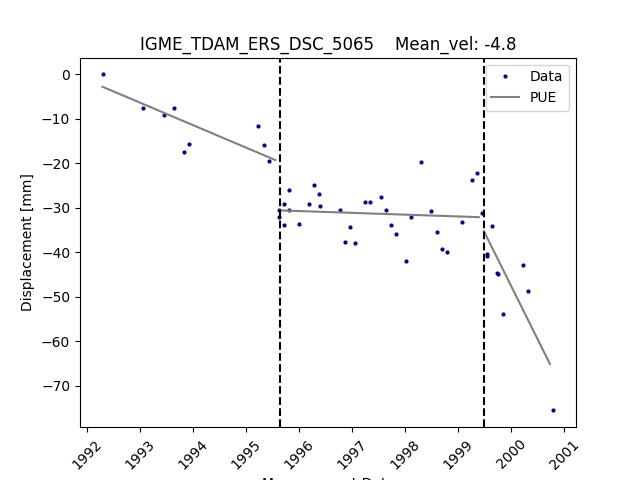 IGME_TDAM_ERS_DSC_5065 Mean_vel: -4.8
Data
PUE
Displacement [mm]
0
−10
−20
−30
−40
−50
−60
−70
1992 1993 1994 1995 1996 1997 1998 1999 2000 2001